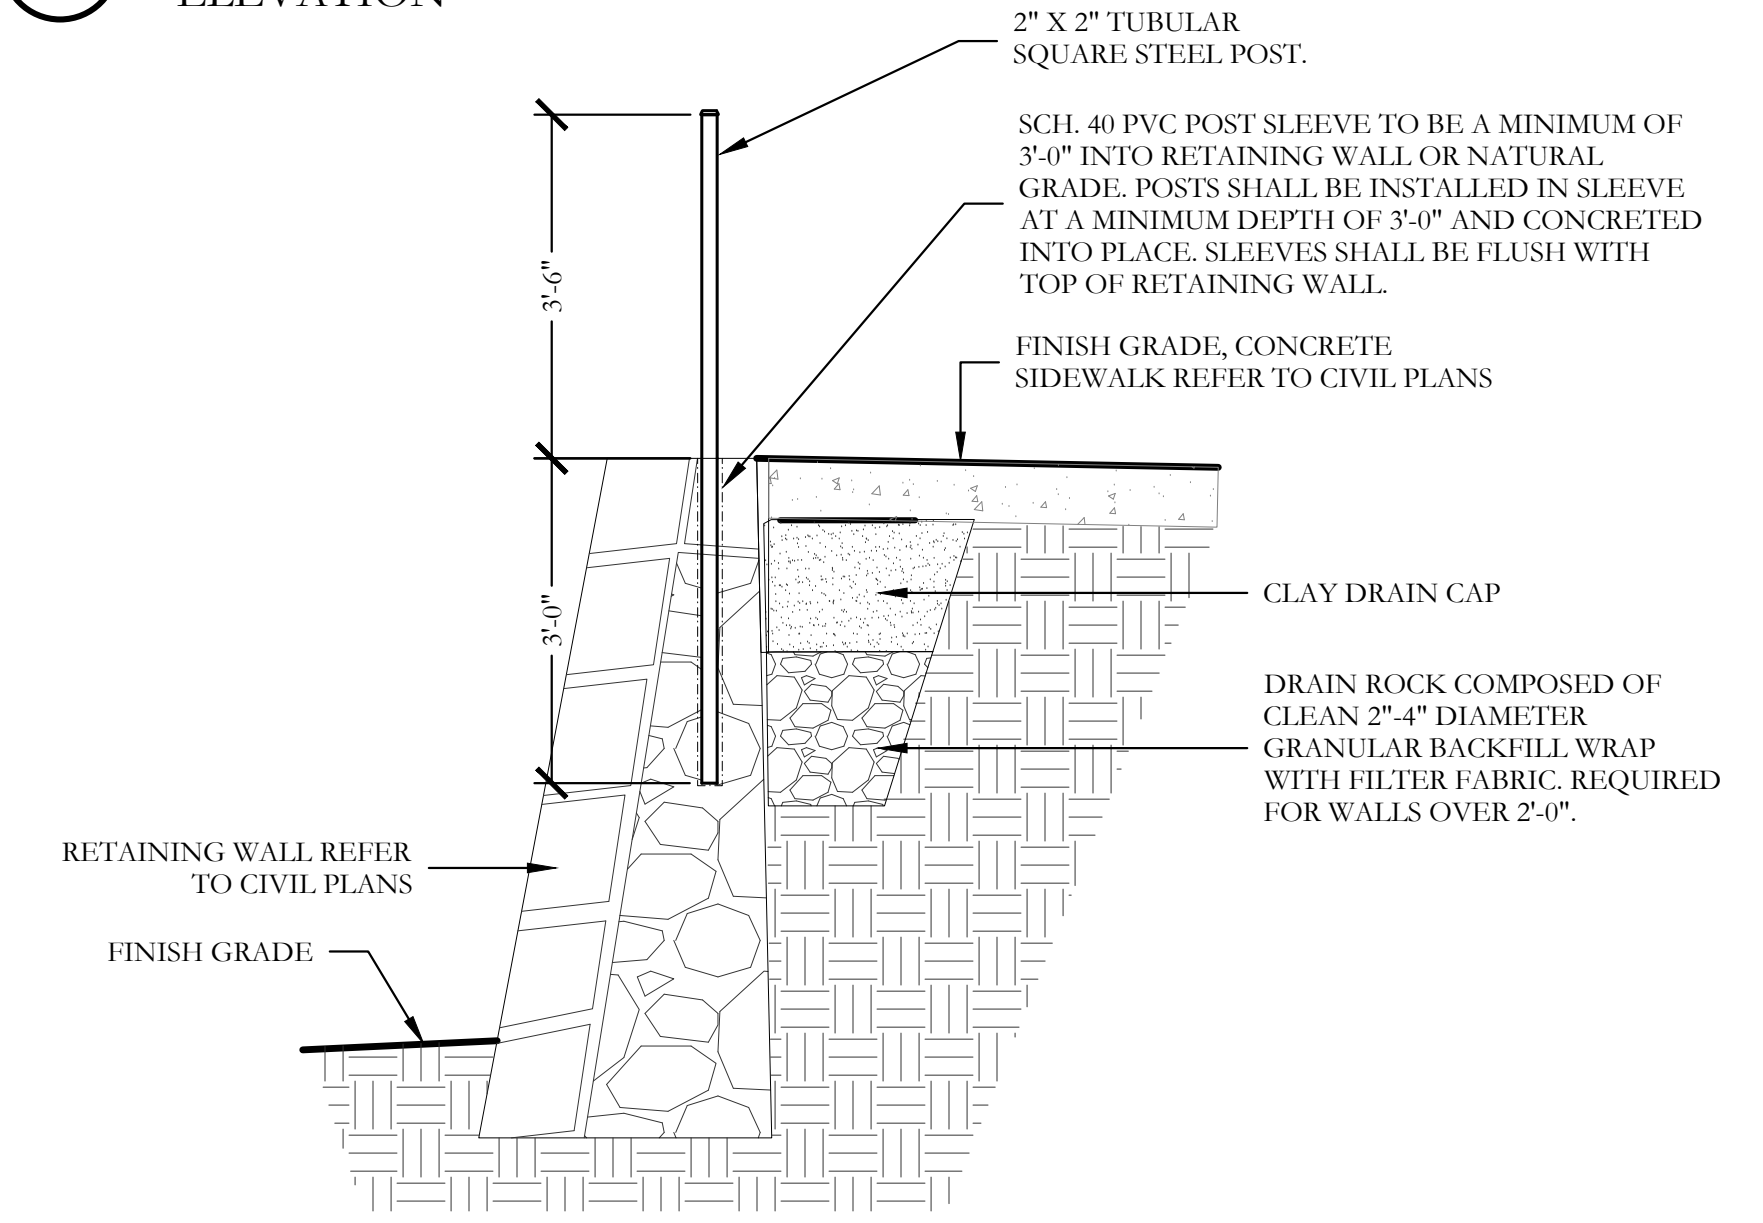 ELEVATION
2" X 2" TUBULAR
SQUARE STEEL POST.
SCH. 40 PVC POST SLEEVE TO BE A MINIMUM OF
3'-0" INTO RETAINING WALL OR NATURAL
GRADE. POSTS SHALL BE INSTALLED IN SLEEVE
AT A MINIMUM DEPTH OF 3'-0" AND CONCRETED
INTO PLACE. SLEEVES SHALL BE FLUSH WITH
TOP OF RETAINING WALL.
3'-6"
FINISH GRADE, CONCRETE
SIDEWALK REFER TO CIVIL PLANS
3'-0"
CLAY DRAIN CAP
DRAIN ROCK COMPOSED OF
CLEAN 2"-4" DIAMETER
GRANULAR BACKFILL WRAP
WITH FILTER FABRIC. REQUIRED
FOR WALLS OVER 2'-0".
RETAINING WALL REFER
TO CIVIL PLANS
FINISH GRADE